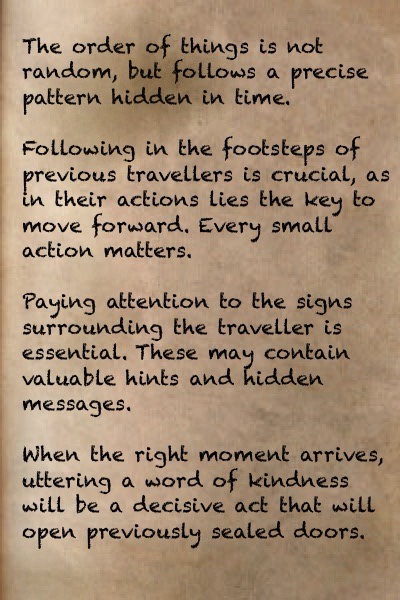 The order of things is not
random, but follows a precise
pattern hidden in time.
Following in the footsteps of
previous travellers is crucial, as
in their actions lies the key to
move forward. Every small
action matters.
Paying attention to the signs
surrounding the traveller is
essential. These may contain
valuable hints and hidden
messages.
When the right moment arrives,
uttering a word of kindness
will be a decisive act that will
open previously sealed doors.